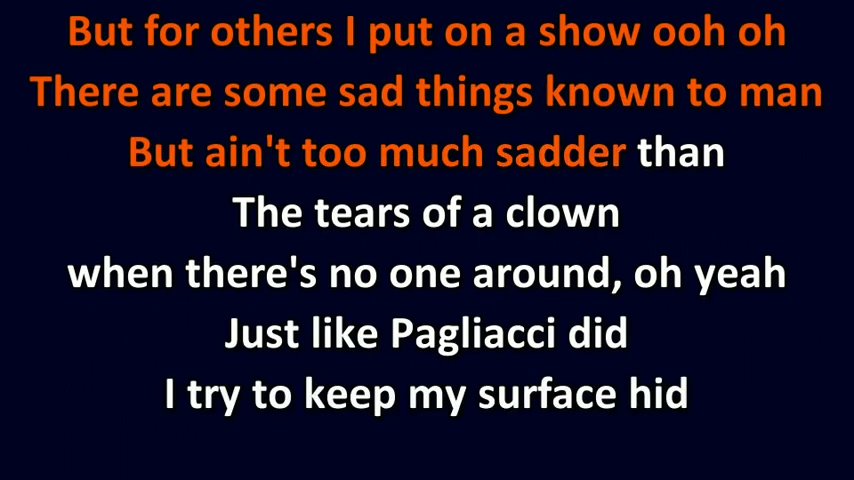 But for others I put on a show ooh oh
There are some sad things known to man
But ain't too much sadder than
The tears of a clown
when there's no one around, oh yeah
Just like Pagliacci did
I try to keep my surface hid